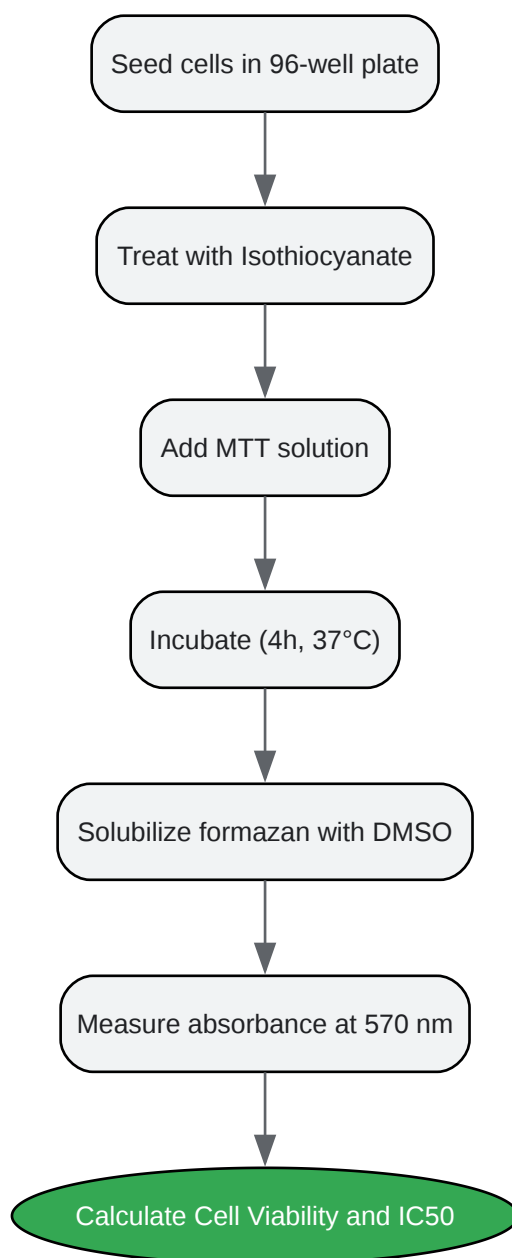 Seed cells in 96-well plate
Treat with Isothiocyanate
Add MTT solution
Incubate (4h, 37°C)
Solubilize formazan with DMSO
Measure absorbance at 570 nm
Calculate Cell Viability and IC50